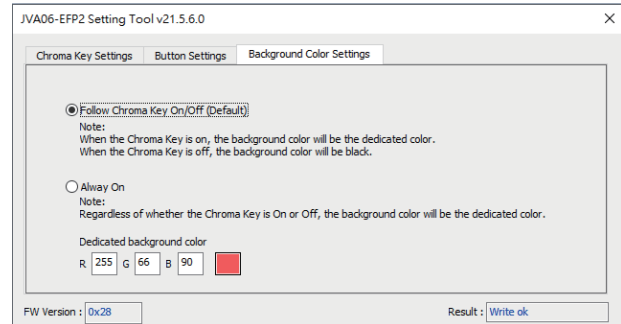 JVA06-EFP2 Setting Tool v21.5.6.0
Chroma Key Settings Button Settings Background Color Settings
Follow Chroma Key On/Off (Default)
Note:
When the Chroma Key is on, the background color will be the dedicated color.
When the Chroma Key is off, the background color will be black.
Alway On
Note:
Regardless of whether the Chroma Key is On or Off, the background color will be the dedicated color.
Dedicated background color
R 255 G 66 B 90
FW Version : 0x28 Result : Write ok